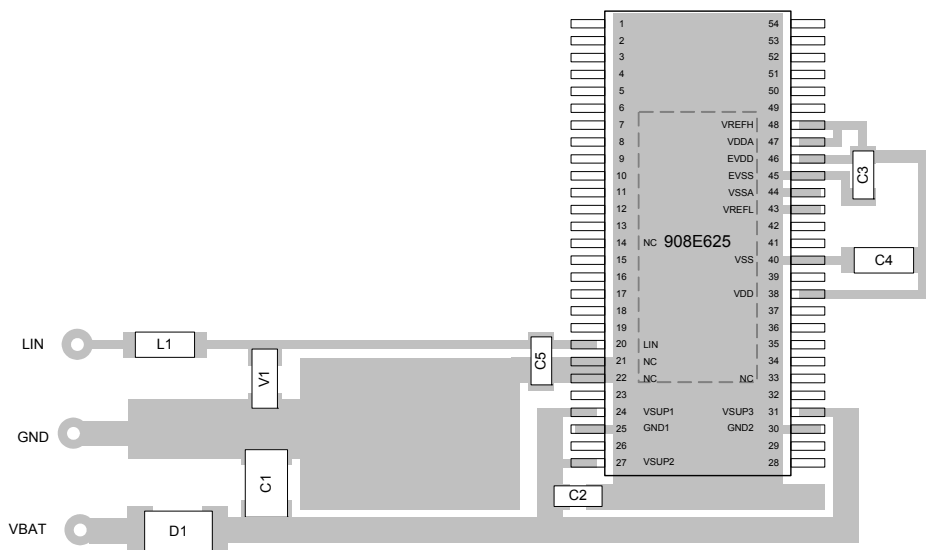 1 54
2 53
3 52
4 51
5 50
6 49
7 VREFH 48
8 VDDA 47
9 EVDD 46
10 EVSS 45
11 VSSA 44
12 VREFL 43
13 42
14 NC 908E625 41
15 VSS 40
16 39
17 VDD 38
18 37
19 36
20 LIN 35
21 NC 34
22 NC NC 33
23 32
24 VSUP1 VSUP3 31
25 GND1 GND2 30
26 29
27 VSUP2 28
C3
C4
LIN
L1
C5
V1
GND
C1
C2
VBAT
D1